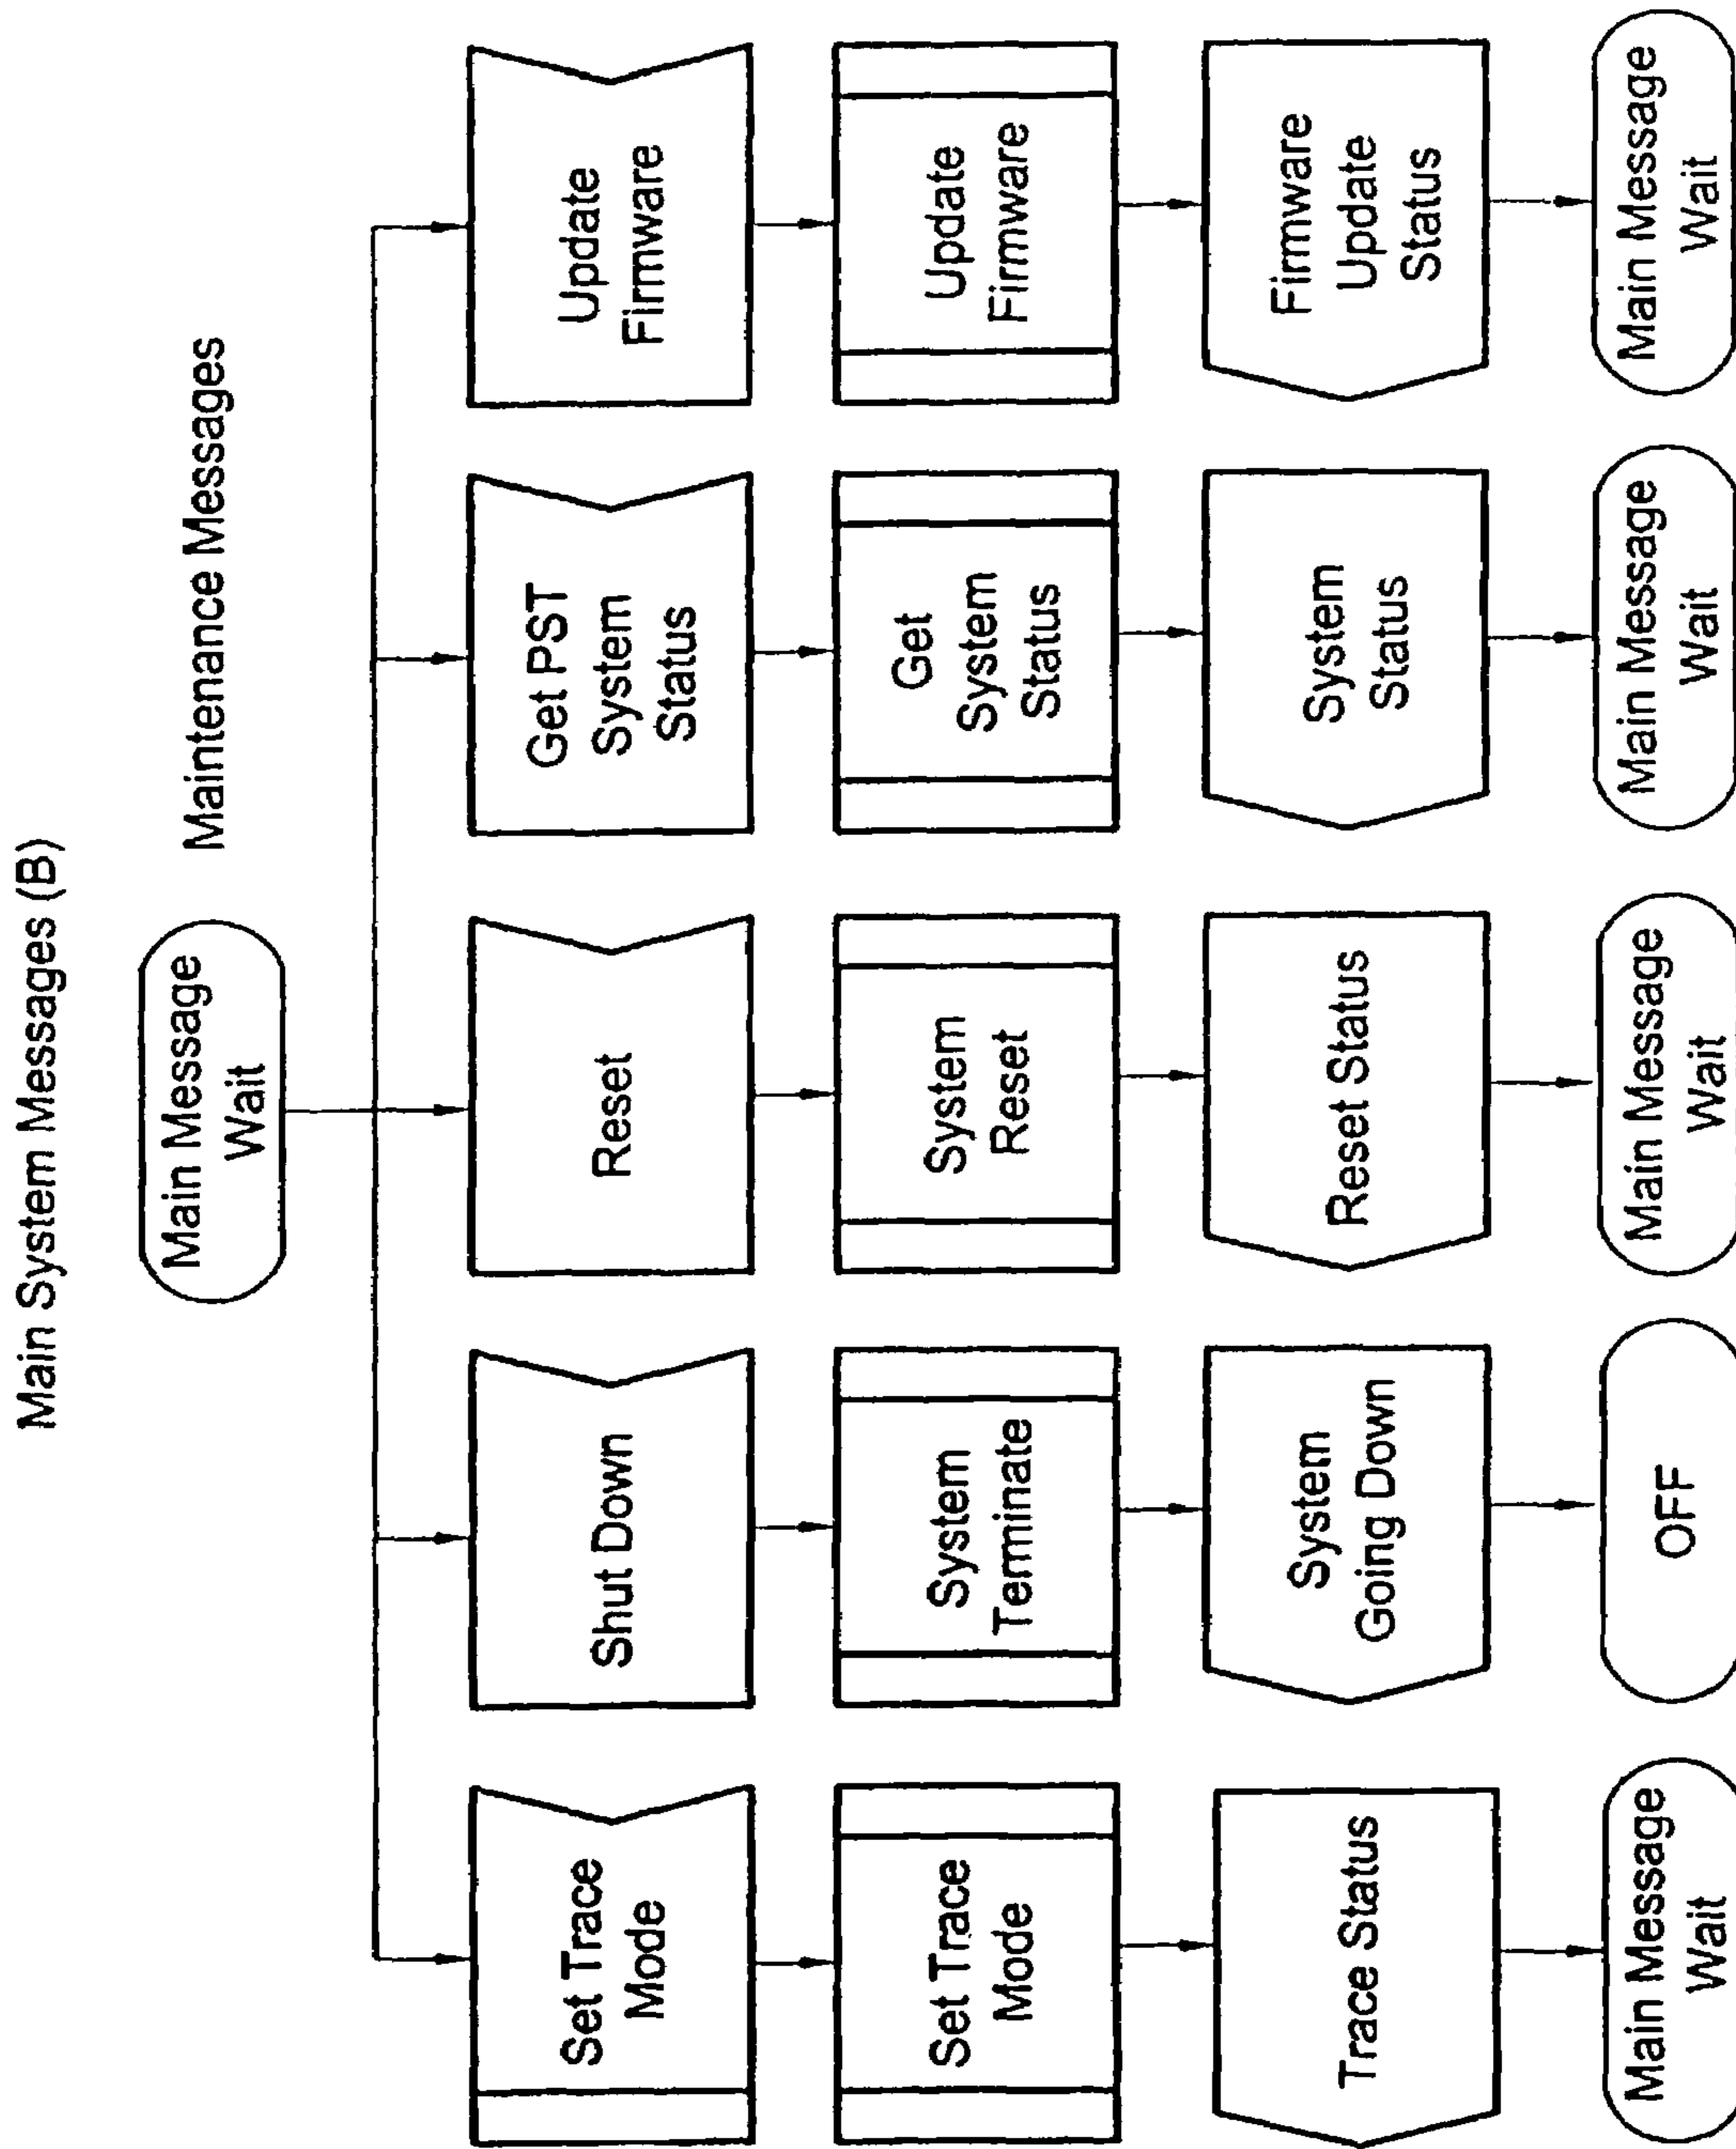 Main System Messages (B)
Main Message
Wait
Maintenance Messages
Set Trace
Mode
Shut Down
Reset
Get PST
System
Status
Update
Firmware
Set Trace
Mode
System
Terminate
System
Reset
Get
System
Status
Update
Firmware
Trace Status
System
Going Down
Reset Status
System
Status
Firmware
Update
Status
Main Message
Wait
OFF
Main Message
Wait
Main Message
Wait
Main Message
Wait